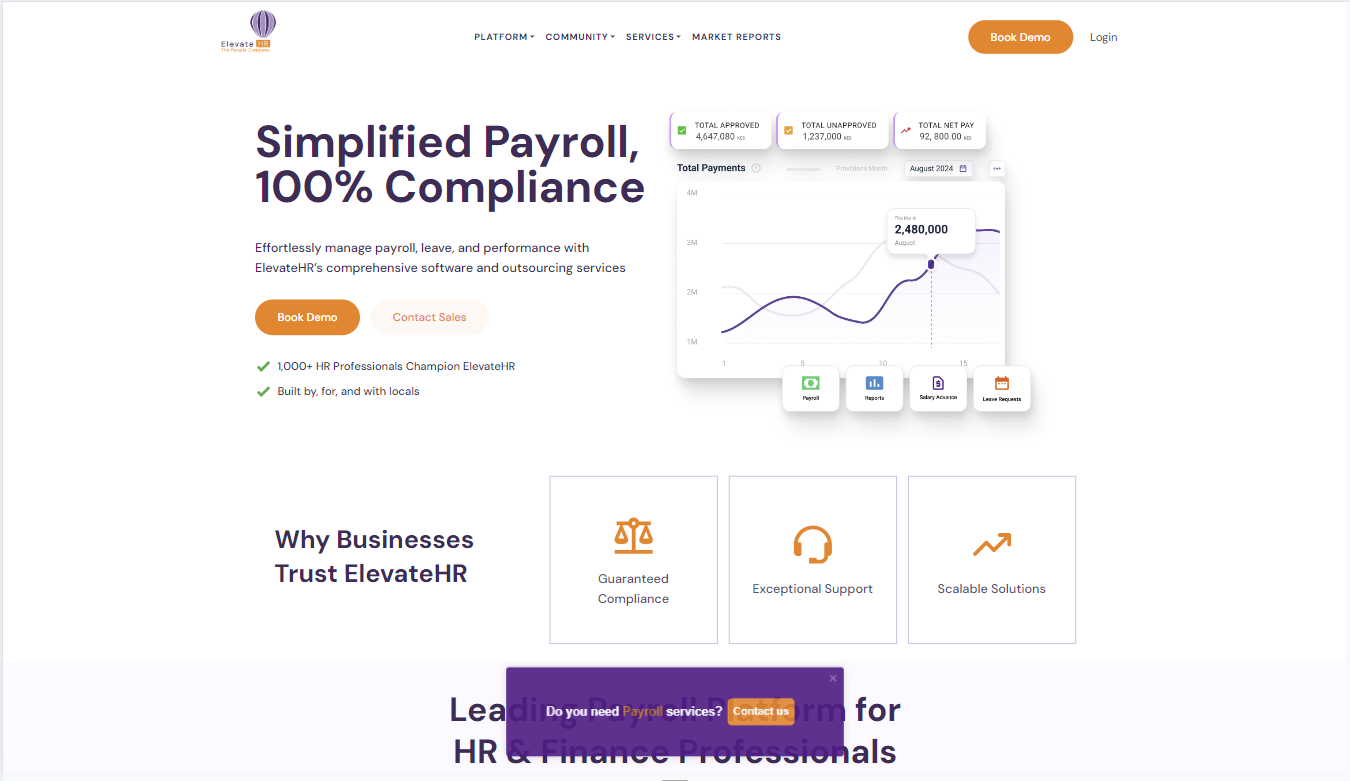 Elevate HR
The People Company
PLATFORM
COMMUNITY
SERVICES
MARKET REPORTS
Book Demo
Login
Simplified Payroll,
100% Compliance
Effortlessly manage payroll, leave, and performance with
ElevateHR's comprehensive software and outsourcing services
Book Demo
Contact Sales
1,000+ HR Professionals Champion ElevateHR
Built by, for, and with locals
TOTAL APPROVED
4,647,080 KES
TOTAL UNAPPROVED
1,237,000 KES
TOTAL NET PAY
92, 800.00 KES
Total Payments
Provisions Month
August 2024
4M
3M
2M
1M
This Month
2,480,000
August
1
5
10
15
Payroll
Reports
Salary Advance
Leave Requests
Why Businesses
Trust ElevateHR
Guaranteed
Compliance
Exceptional Support
Scalable Solutions
Leading Payroll Platform for
HR & Finance Professionals
Do you need Payroll services?
Contact us
×